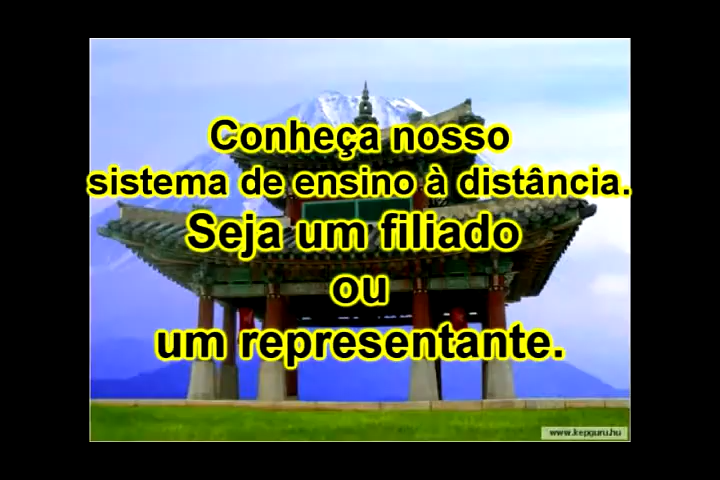 Conheça nosso
sistema de ensino à distância.
Seja um filiado
ou
um representante.
www.kepguru.hu